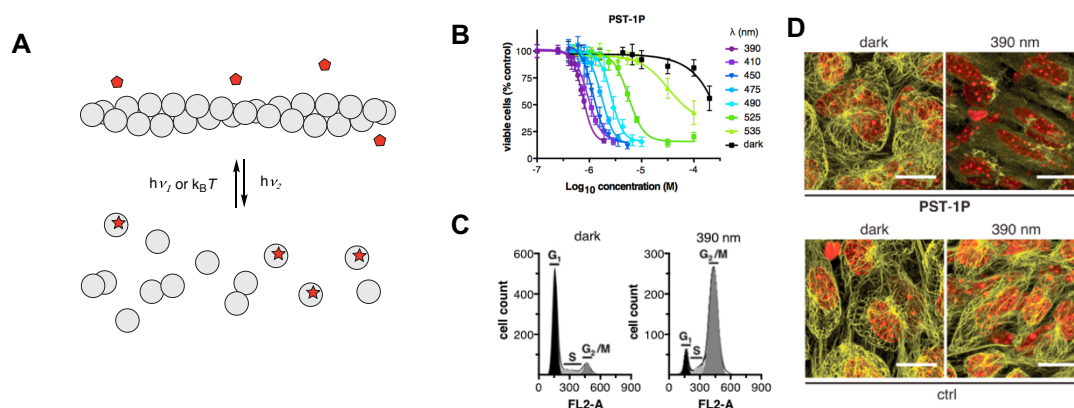 A
hν1 or kBT
hν2
B
PST-1P
viable cells (% control)
100
75
50
25
0
-7
-6
-5
-4
-3
Log10 concentration (M)
λ (nm)
390
410
450
475
490
525
535
dark
C
dark
cell count
600
400
200
0
G1
S
G2/M
0
300
600
900
FL2-A
390 nm
cell count
300
200
100
0
G1
S
G2/M
0
300
600
900
FL2-A
D
dark
390 nm
PST-1P
dark
390 nm
ctrl